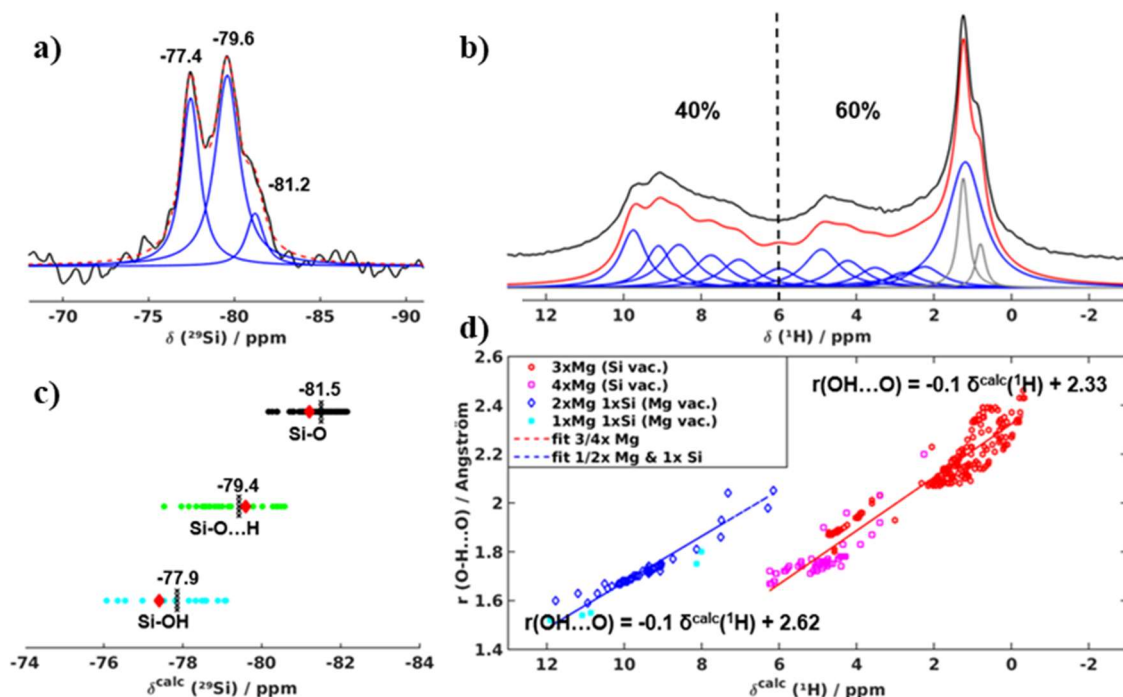 a)
-77.4
-79.6
-81.2
-70
-75
-80
-85
-90
δ (²⁹Si) / ppm
b)
40%
60%
12
10
8
6
4
2
0
-2
δ (¹H) / ppm
c)
-81.5
Si-O
-79.4
Si-O...H
-77.9
Si-OH
-74
-76
-78
-80
-82
-84
δᶜᵃˡᶜ (²⁹Si) / ppm
d)
2.6
2.4
2.2
2.0
1.8
1.6
1.4
r (O-H...O) / Angström
3xMg (Si vac.)
4xMg (Si vac.)
2xMg 1xSi (Mg vac.)
1xMg 1xSi (Mg vac.)
fit 3/4x Mg
fit 1/2x Mg & 1x Si
r(OH...O) = -0.1 δᶜᵃˡᶜ(¹H) + 2.33
r(OH...O) = -0.1 δᶜᵃˡᶜ(¹H) + 2.62
12
10
8
6
4
2
0
δᶜᵃˡᶜ (¹H) / ppm